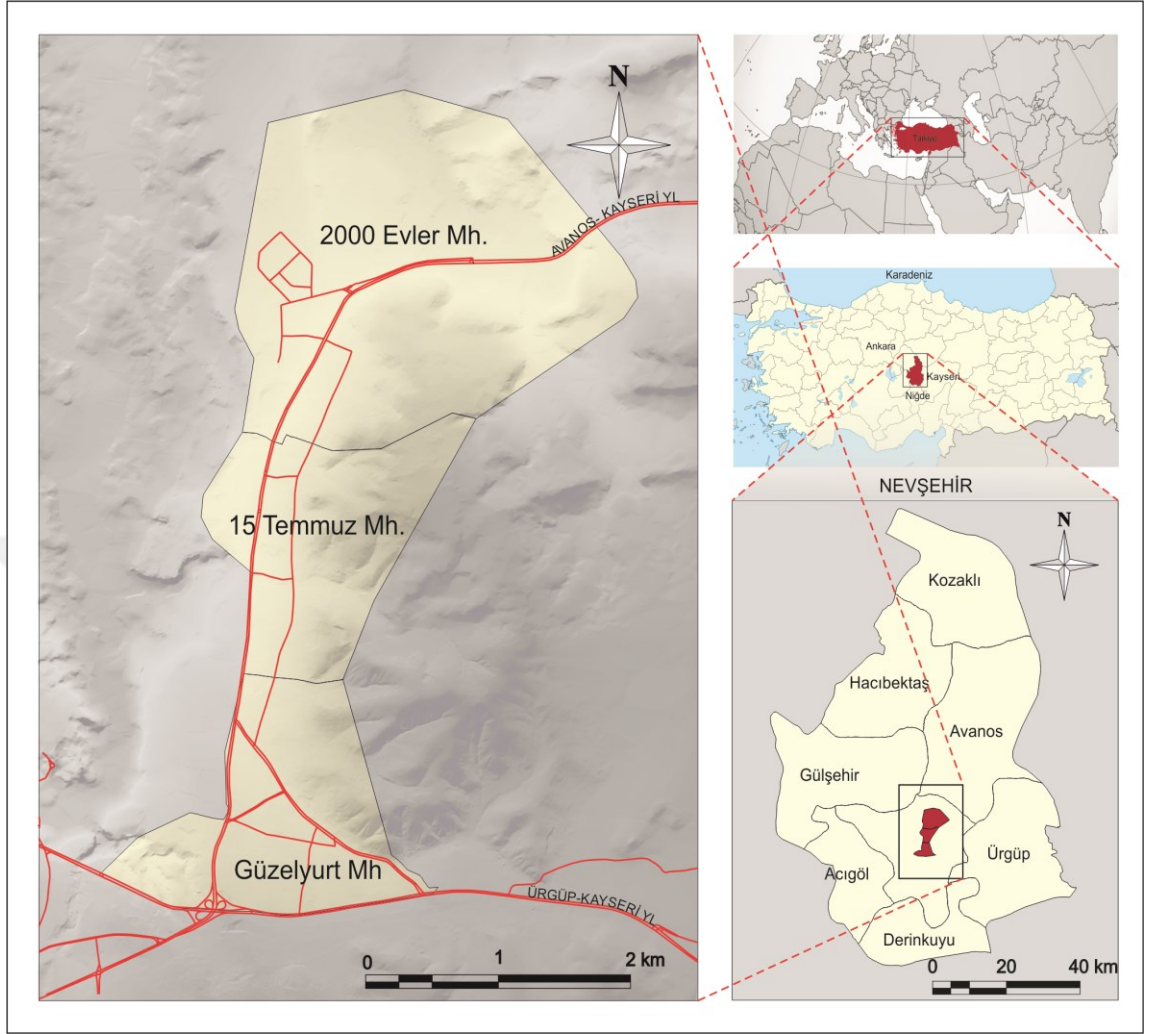 N
2000 Evler Mh.
AVANOS- KAYSERİ YL
15 Temmuz Mh.
Güzelyurt Mh
ÜRGÜP-KAYSERİ YL
0 1 2 km
Karadeniz
Ankara
Kayseri
Niğde
NEVŞEHİR
N
Kozaklı
Hacıbektaş
Avanos
Gülşehir
Ürgüp
Acıgöl
Derinkuyu
0 20 40 km